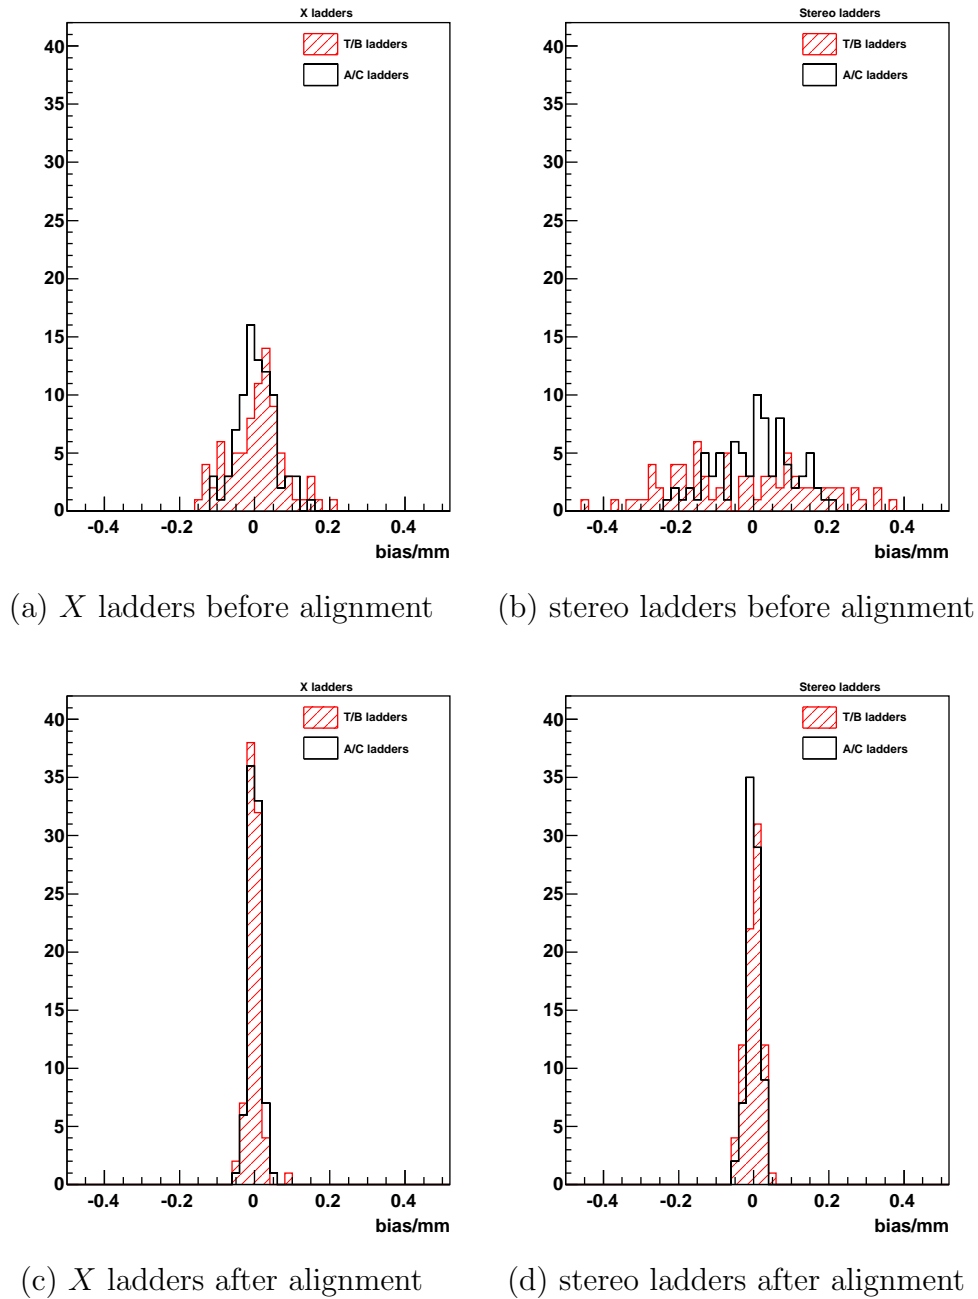 X ladders
T/B ladders
A/C ladders
40
35
30
25
20
15
10
5
0
-0.4 -0.2 0 0.2 0.4
bias/mm
(a) X ladders before alignment
Stereo ladders
T/B ladders
A/C ladders
40
35
30
25
20
15
10
5
0
-0.4 -0.2 0 0.2 0.4
bias/mm
(b) stereo ladders before alignment
X ladders
T/B ladders
A/C ladders
40
35
30
25
20
15
10
5
0
-0.4 -0.2 0 0.2 0.4
bias/mm
(c) X ladders after alignment
Stereo ladders
T/B ladders
A/C ladders
40
35
30
25
20
15
10
5
0
-0.4 -0.2 0 0.2 0.4
bias/mm
(d) stereo ladders after alignment